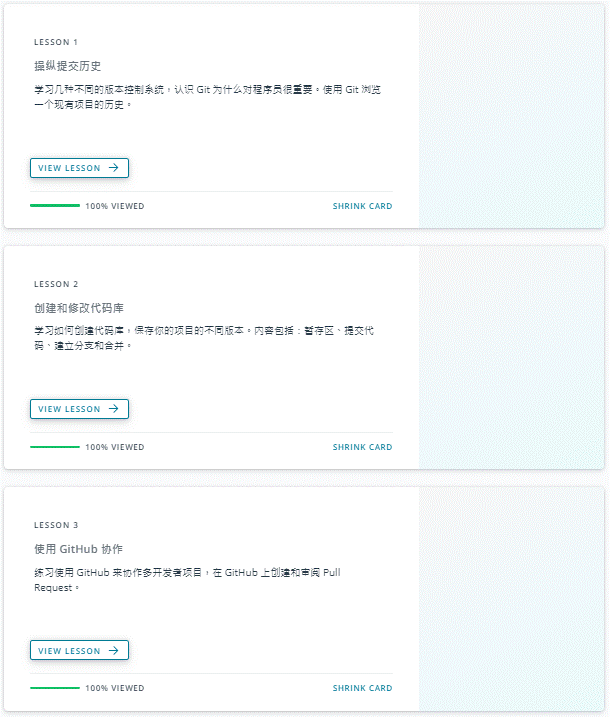 LESSON 1
操纵提交历史
学习几种不同的版本控制系统，认识 Git 为什么对程序员很重要。使用 Git 浏览
一个现有项目的历史。
VIEW LESSON →
100% VIEWED SHRINK CARD
LESSON 2
创建和修改代码库
学习如何创建代码库，保存你的项目的不同版本。内容包括：暂存区、提交代
码、建立分支和合并。
VIEW LESSON →
100% VIEWED SHRINK CARD
LESSON 3
使用 GitHub 协作
练习使用 GitHub 来协作多开发者项目，在 GitHub 上创建和审阅 Pull
Request。
VIEW LESSON →
100% VIEWED SHRINK CARD